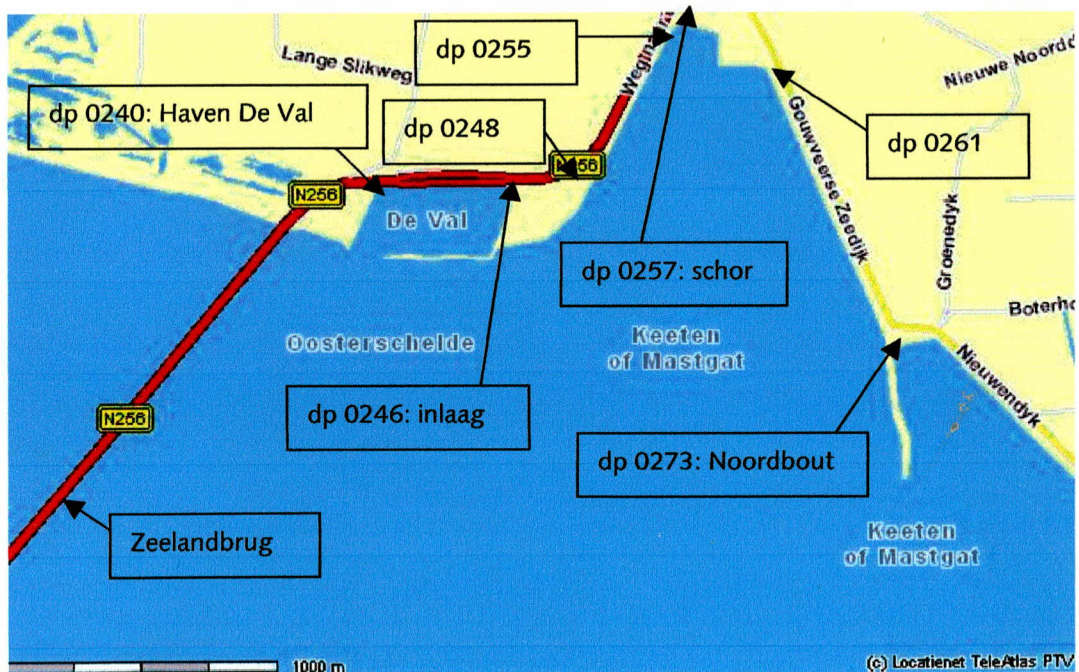 dp 0255
Lange Slikweg
Nieuwe Noordd
dp 0240: Haven De Val
dp 0248
dp 0261
N256
N256
De Val
Gouwveerse Zeedijk
Groenedyk
dp 0257: schor
Oosterschelde
Keeten
of Mastgat
Boterho
dp 0246: inlaag
Nieuwendyk
N256
dp 0273: Noordbout
Zeelandbrug
Keeten
of Mastgat
1000 m
(c) Locatienet TeleAtlas PTV